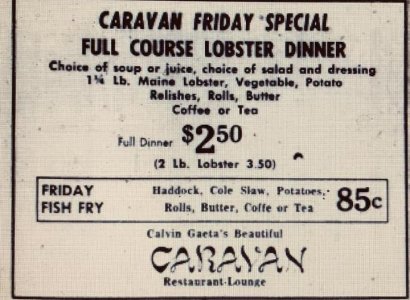 CARAVAN FRIDAY SPECIAL
FULL COURSE LOBSTER DINNER
Choice of soup or juice, choice of salad and dressing
1¼ Lb. Maine Lobster, Vegetable, Potato
Relishes, Rolls, Butter
Coffee or Tea
Full Dinner $2.50
(2 Lb. Lobster 3.50)
FRIDAY FISH FRY
Haddock, Cole Slaw, Potatoes,
Rolls, Butter, Coffe or Tea
85c
Calvin Gaeta's Beautiful
CARAVAN
Restaurant-Lounge